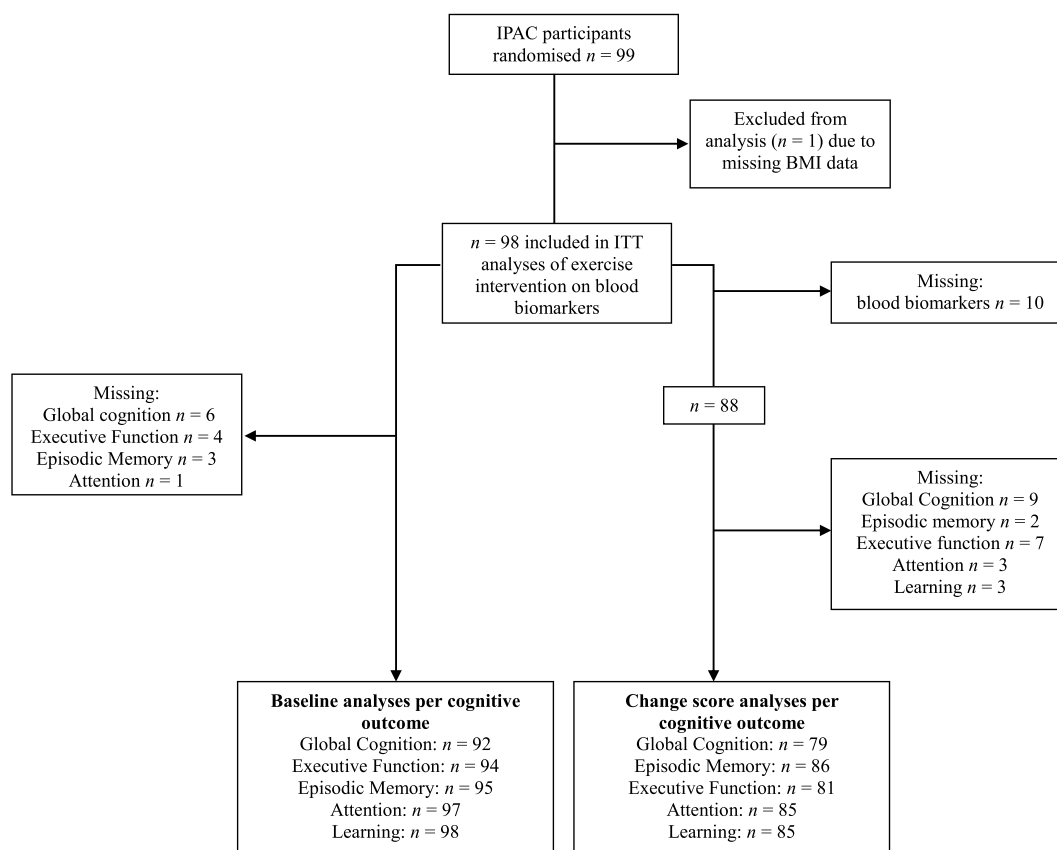 IPAC participants
randomised n = 99
Excluded from
analysis (n = 1) due to
missing BMI data
n = 98 included in ITT
analyses of exercise
intervention on blood
biomarkers
Missing:
blood biomarkers n = 10
Missing:
Global cognition n = 6
Executive Function n = 4
Episodic Memory n = 3
Attention n = 1
n = 88
Missing:
Global Cognition n = 9
Episodic memory n = 2
Executive function n = 7
Attention n = 3
Learning n = 3
Baseline analyses per cognitive
outcome
Global Cognition: n = 92
Executive Function: n = 94
Episodic Memory: n = 95
Attention: n = 97
Learning: n = 98
Change score analyses per
cognitive outcome
Global Cognition: n = 79
Episodic Memory: n = 86
Executive Function: n = 81
Attention: n = 85
Learning: n = 85